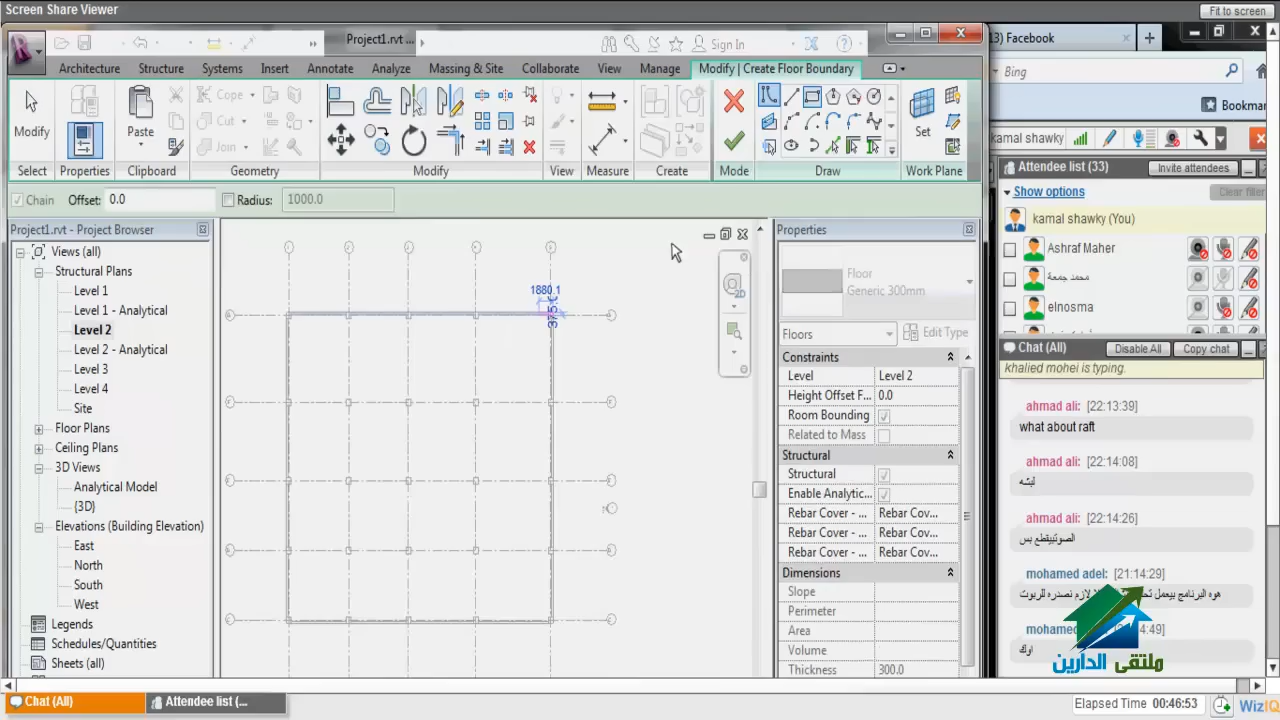 Screen Share Viewer
Fit to screen
Project1.rvt ...
Sign In
13) Facebook
Bing
Bookmar
Architecture Structure Systems Insert Annotate Analyze Massing & Site Collaborate View Manage Modify | Create Floor Boundary
Modify
Paste
Cope
Cut
Join
Set
Select Properties Clipboard Geometry Modify View Measure Create Mode Draw Work Plane
Chain Offset: 0.0 Radius: 1000.0
Project1.rvt - Project Browser
Views (all)
Structural Plans
Level 1
Level 1 - Analytical
Level 2
Level 2 - Analytical
Level 3
Level 4
Site
Floor Plans
Ceiling Plans
3D Views
Analytical Model
{3D}
Elevations (Building Elevation)
East
North
South
West
Legends
Schedules/Quantities
Sheets (all)
1880.1
2D
Properties
Floor
Generic 300mm
Floors Edit Type
Constraints
Level Level 2
Height Offset F... 0.0
Room Bounding
Related to Mass
Structural
Structural
Enable Analytic...
Rebar Cover - ... Rebar Cov...
Rebar Cover - ... Rebar Cov...
Rebar Cover - ... Rebar Cov...
Dimensions
Slope
Perimeter
Area
Volume
Thickness 300.0
kamal shawky
Attendee list (33) Invite attendees
Show options Clear filter
kamal shawky (You)
Ashraf Maher
محمد جمعة
elnosma
Chat (All) Disable All Copy chat
khalied mohei is typing.
ahmad ali: [22:13:39]
what about raft
ahmad ali: [22:14:08]
لبشه
ahmad ali: [22:14:26]
الصوتبيقطع بس
mohamed adel: [21:14:29]
هوه البرنامج بيعمل لازم نصدره للربوت
اوك
ملتقى الدارين
Chat (All) Attendee list (...
Elapsed Time 00:46:53 WizIQ